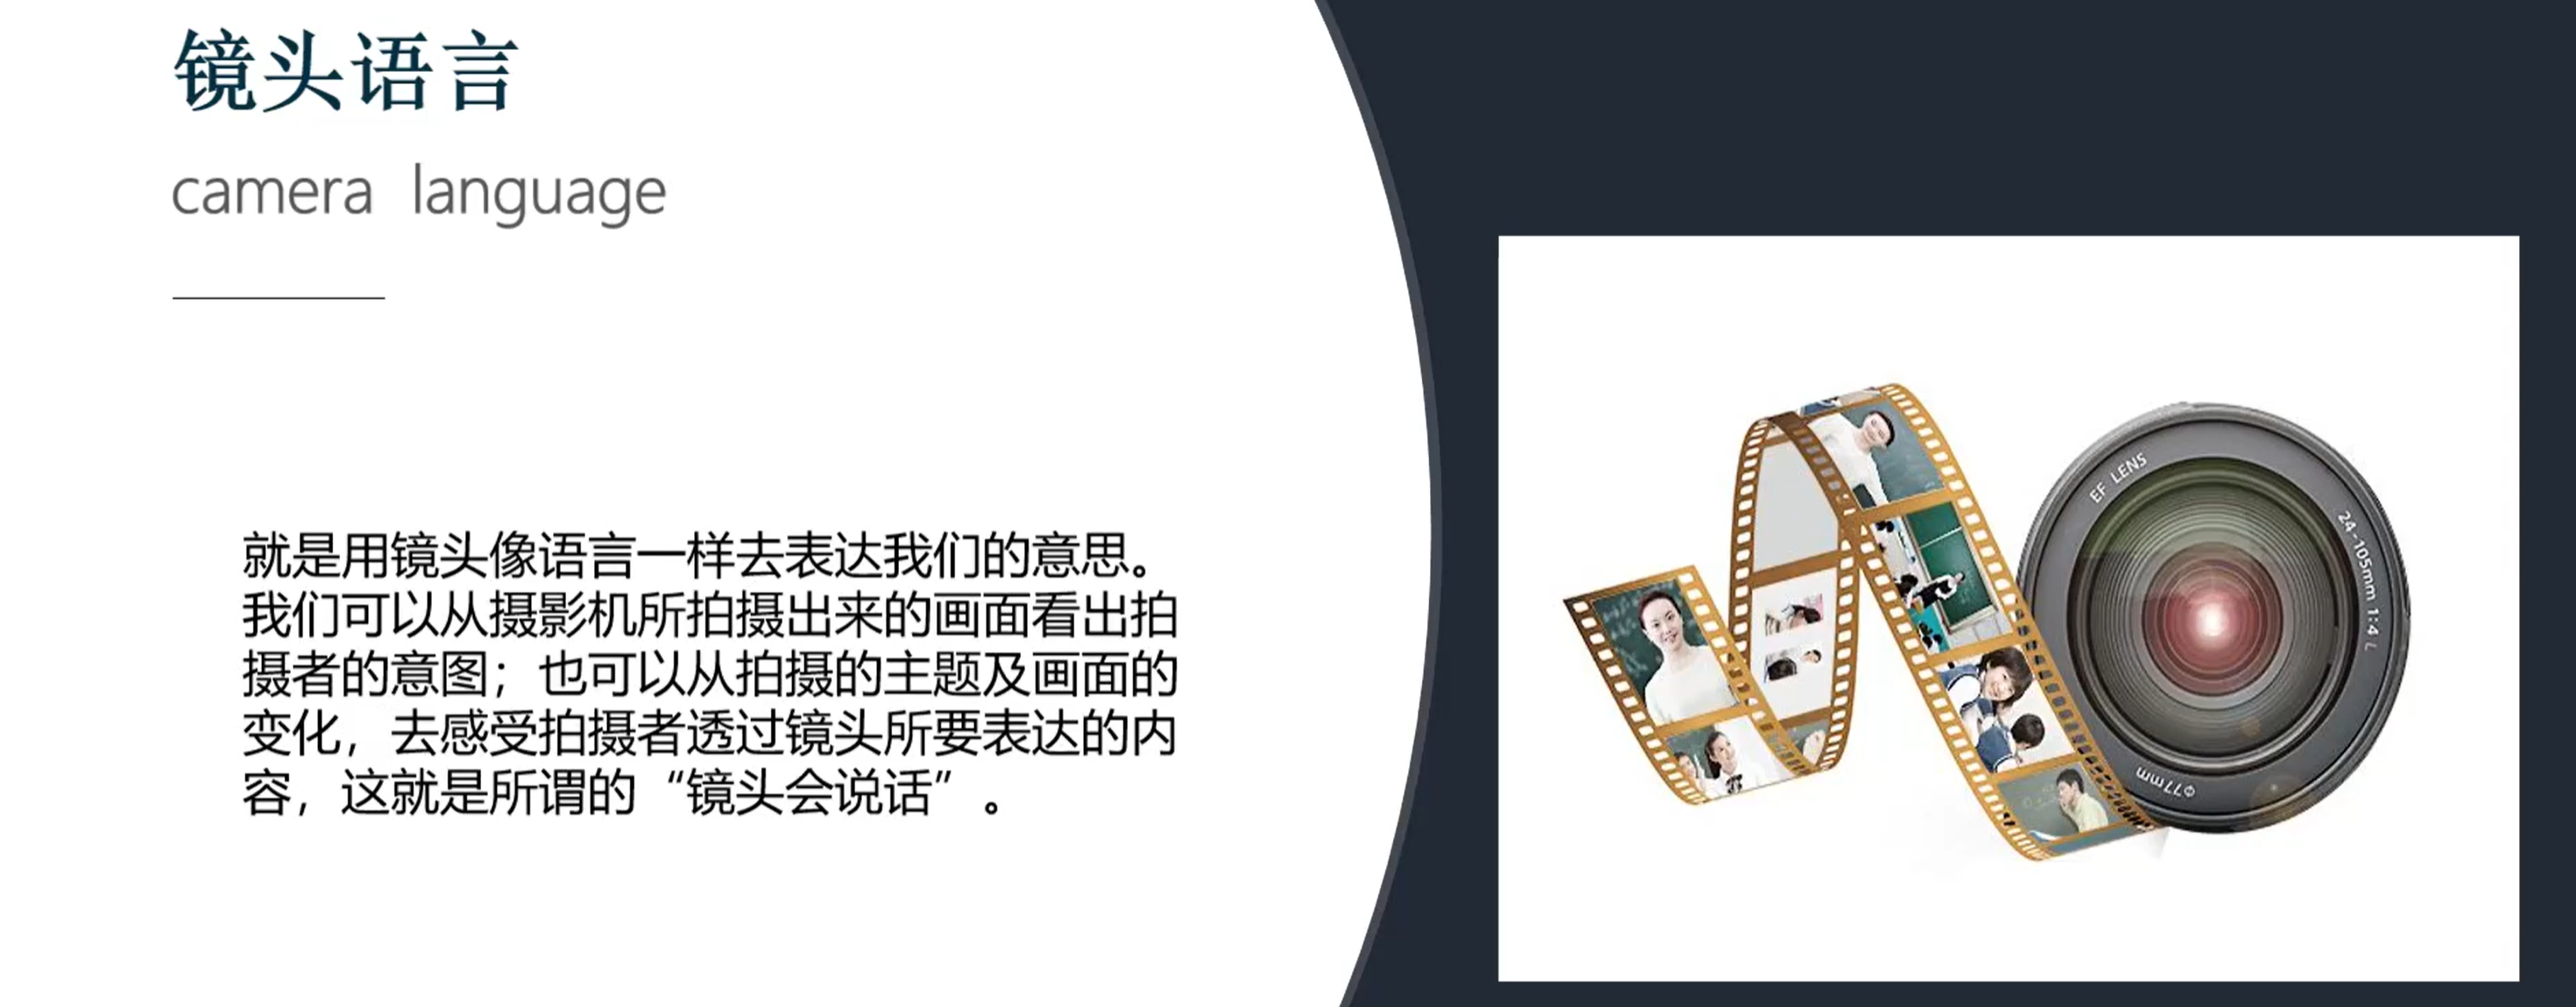 镜头语言
camera language
就是用镜头像语言一样去表达我们的意思。
我们可以从摄影机所拍摄出来的画面看出拍
摄者的意图；也可以从拍摄的主题及画面的
变化，去感受拍摄者透过镜头所要表达的内
容，这就是所谓的“镜头会说话”。
EF LENS
24-105mm 1:4 L
Φ77mm